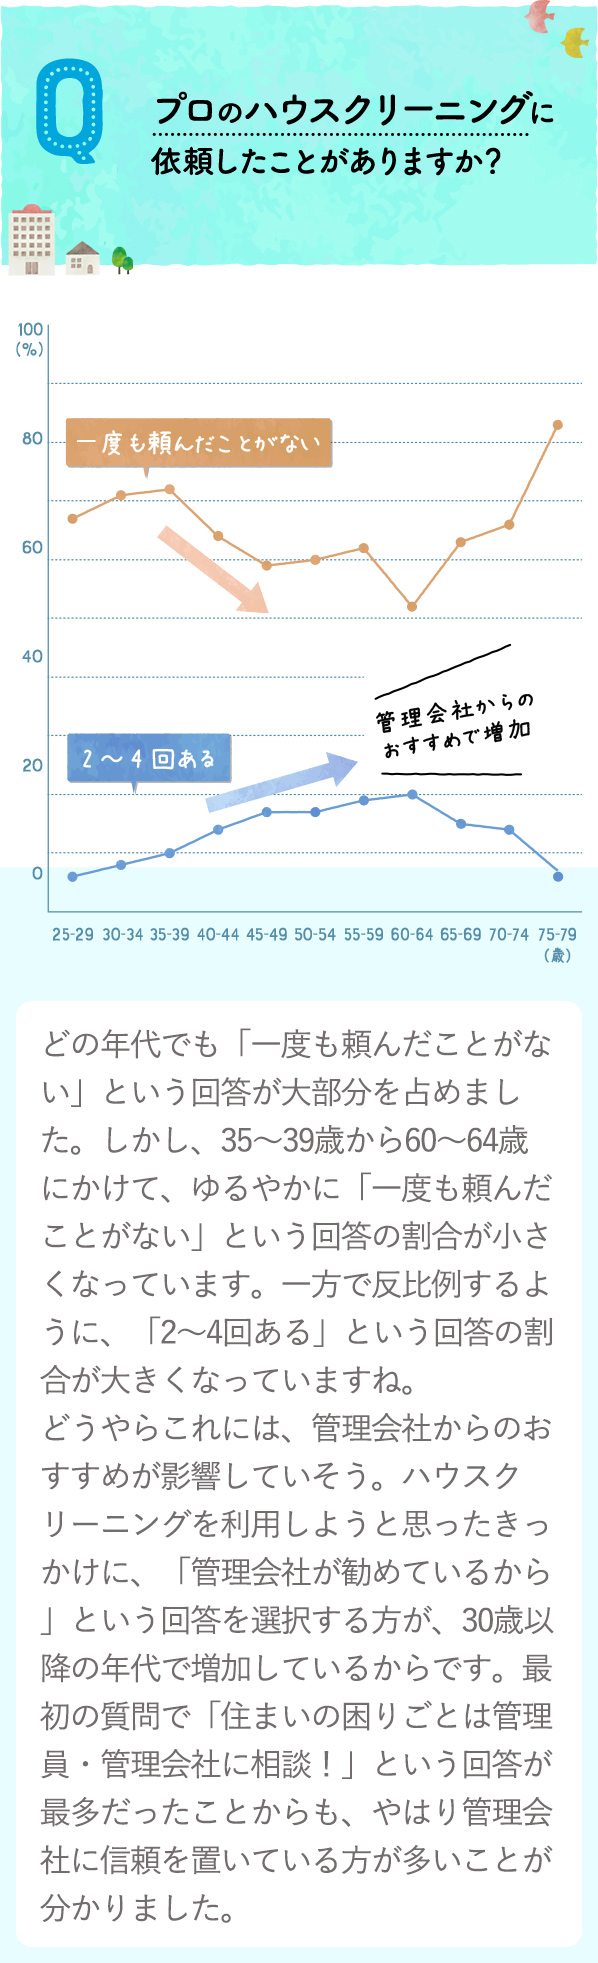 Q
プロのハウスクリーニングに
依頼したことがありますか?
100
(%)
80
60
40
20
0
一度も頼んだことがない
管理会社からの
おすすめで増加
2〜4回ある
25-29 30-34 35-39 40-44 45-49 50-54 55-59 60-64 65-69 70-74 75-79
(歳)
どの年代でも「一度も頼んだことがな
い」という回答が大部分を占めまし
た。しかし、35〜39歳から60〜64歳
にかけて、ゆるやかに「一度も頼んだ
ことがない」という回答の割合が小さ
くなっています。一方で反比例するよ
うに、「2〜4回ある」という回答の割
合が大きくなっていますね。
どうやらこれには、管理会社からのお
すすめが影響していそう。ハウスク
リーニングを利用しようと思ったきっ
かけに、「管理会社が勧めているから
」という回答を選択する方が、30歳以
降の年代で増加しているからです。最
初の質問で「住まいの困りごとは管理
員・管理会社に相談！」という回答が
最多だったことからも、やはり管理会
社に信頼を置いている方が多いことが
分かりました。